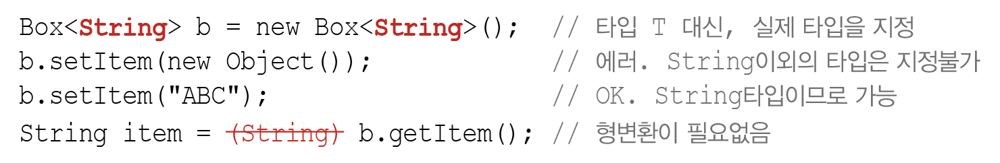 Box<String> b = new Box<String>(); // 타입 T 대신, 실제 타입을 지정
b.setItem(new Object()); // 에러. String이외의 타입은 지정불가
b.setItem("ABC"); // OK. String타입이므로 가능
String item = (String) b.getItem(); // 형변환이 필요없음